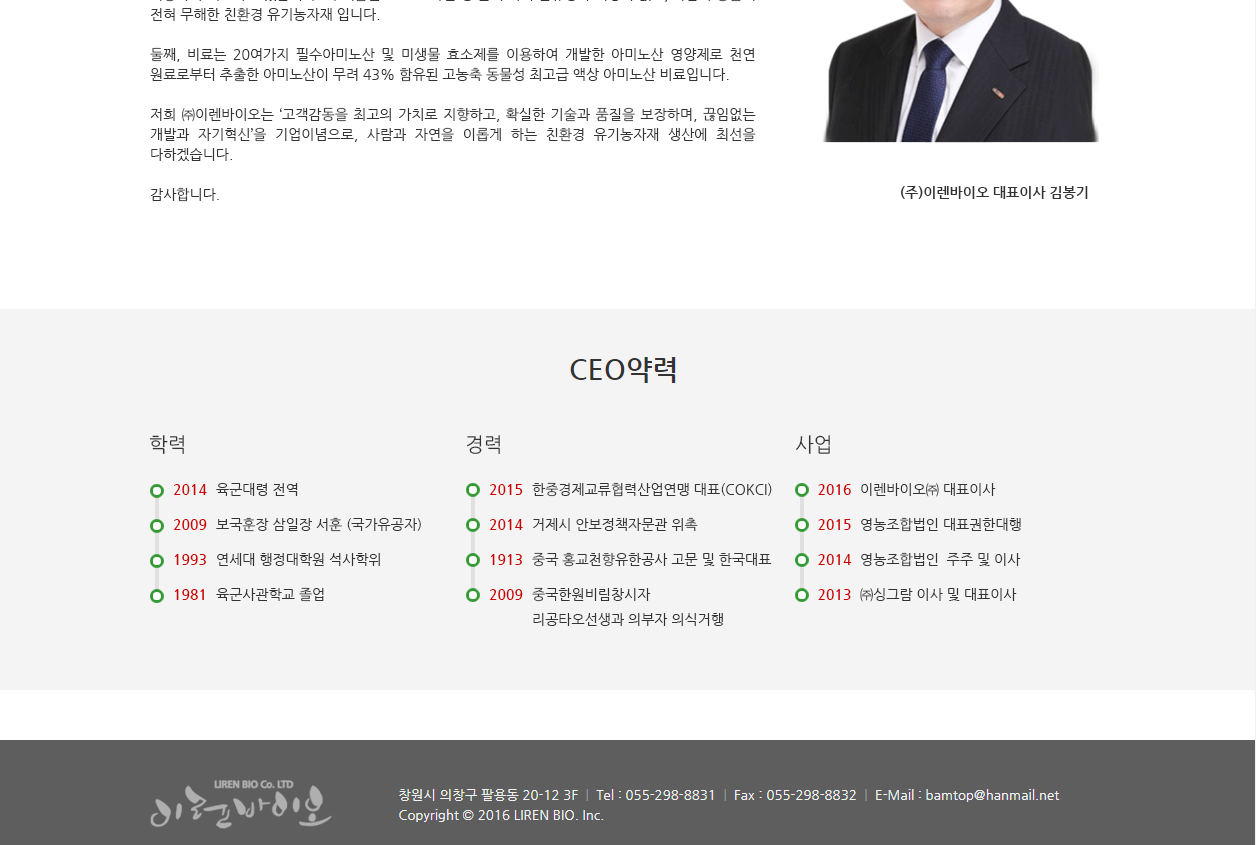 전혀 무해한 친환경 유기농자재 입니다.
둘째, 비료는 20여가지 필수아미노산 및 미생물 효소제를 이용하여 개발한 아미노산 영양제로 천연
원료로부터 추출한 아미노산이 무려 43% 함유된 고농축 동물성 최고급 액상 아미노산 비료입니다.
저희 ㈜이렌바이오는 ‘고객감동을 최고의 가치로 지향하고, 확실한 기술과 품질을 보장하며, 끊임없는
개발과 자기혁신’을 기업이념으로, 사람과 자연을 이롭게 하는 친환경 유기농자재 생산에 최선을
다하겠습니다.
감사합니다.
(주)이렌바이오 대표이사 김봉기
CEO약력
학력
2014 육군대령 전역
2009 보국훈장 삼일장 서훈 (국가유공자)
1993 연세대 행정대학원 석사학위
1981 육군사관학교 졸업
경력
2015 한중경제교류협력산업연맹 대표(COKCI)
2014 거제시 안보정책자문관 위촉
1913 중국 홍교천향유한공사 고문 및 한국대표
2009 중국한원비림창시자
리공타오선생과 의부자 의식거행
사업
2016 이렌바이오㈜ 대표이사
2015 영농조합법인 대표권한대행
2014 영농조합법인 주주 및 이사
2013 ㈜싱그람 이사 및 대표이사
LIREN BIO Co. LTD
이렌바이오
창원시 의창구 팔용동 20-12 3F | Tel : 055-298-8831 | Fax : 055-298-8832 | E-Mail : bamtop@hanmail.net
Copyright © 2016 LIREN BIO. Inc.